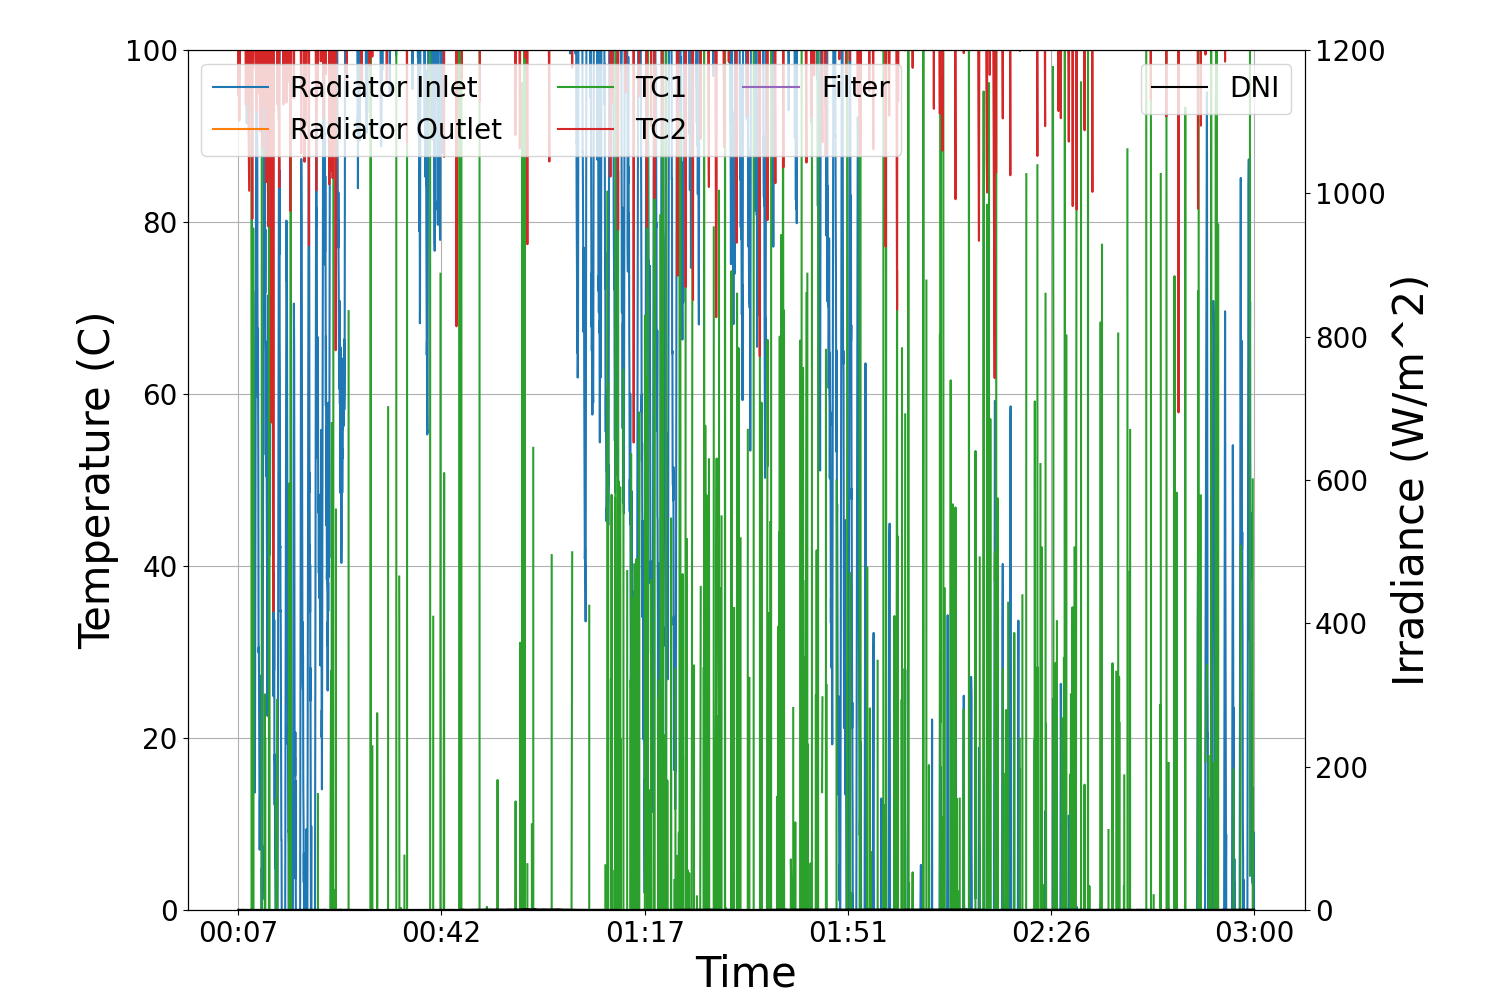 Radiator Inlet
Radiator Outlet
TC1
TC2
Filter
DNI
Temperature (C)
100
80
60
40
20
0
Irradiance (W/m^2)
1200
1000
800
600
400
200
0
00:07
00:42
01:17
01:51
02:26
03:00
Time